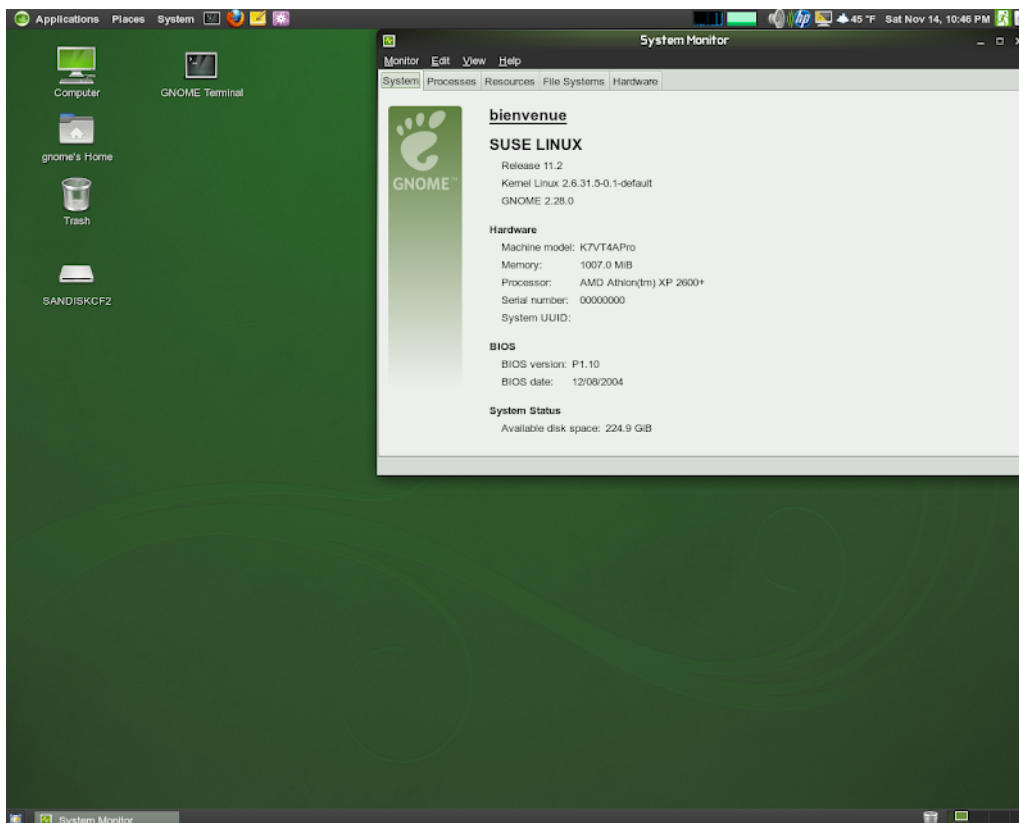 Applications Places System
45 °F Sat Nov 14, 10:46 PM
hp
Computer
GNOME Terminal
gnome's Home
Trash
SANDISKCF2
System Monitor
Monitor Edit View Help
System Processes Resources File Systems Hardware
GNOME™
bienvenue
SUSE LINUX
Release 11.2
Kernel Linux 2.6.31.5-0.1-default
GNOME 2.28.0
Hardware
Machine model: K7VT4APro
Memory: 1007.0 MiB
Processor: AMD Athlon(tm) XP 2600+
Serial number: 00000000
System UUID:
BIOS
BIOS version: P1.10
BIOS date: 12/08/2004
System Status
Available disk space: 224.9 GiB
System Monitor